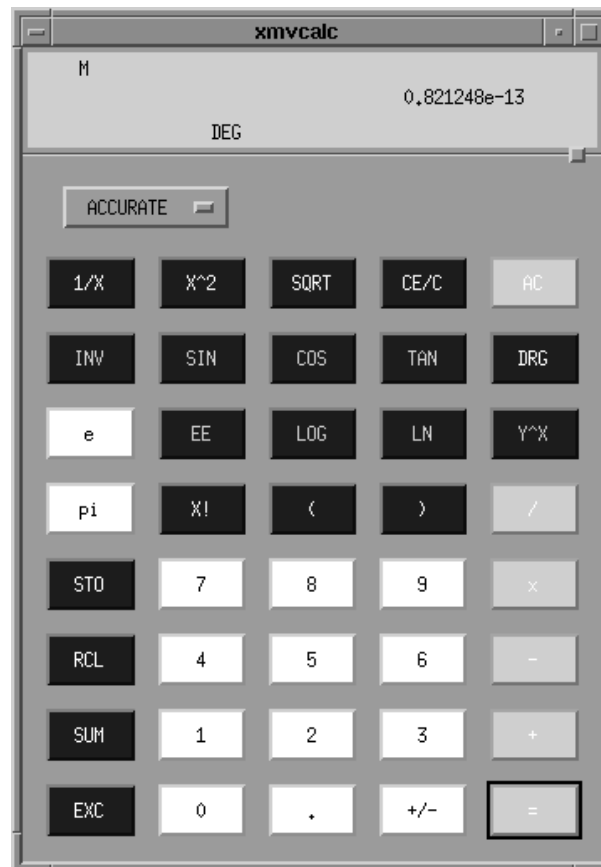 xmvcalc
M
0.821248e-13
DEG
ACCURATE
1/X X^2 SQRT CE/C AC
INV SIN COS TAN DRG
e EE LOG LN Y^X
pi X! ( ) /
STO 7 8 9 x
RCL 4 5 6 -
SUM 1 2 3 +
EXC 0 . +/- =